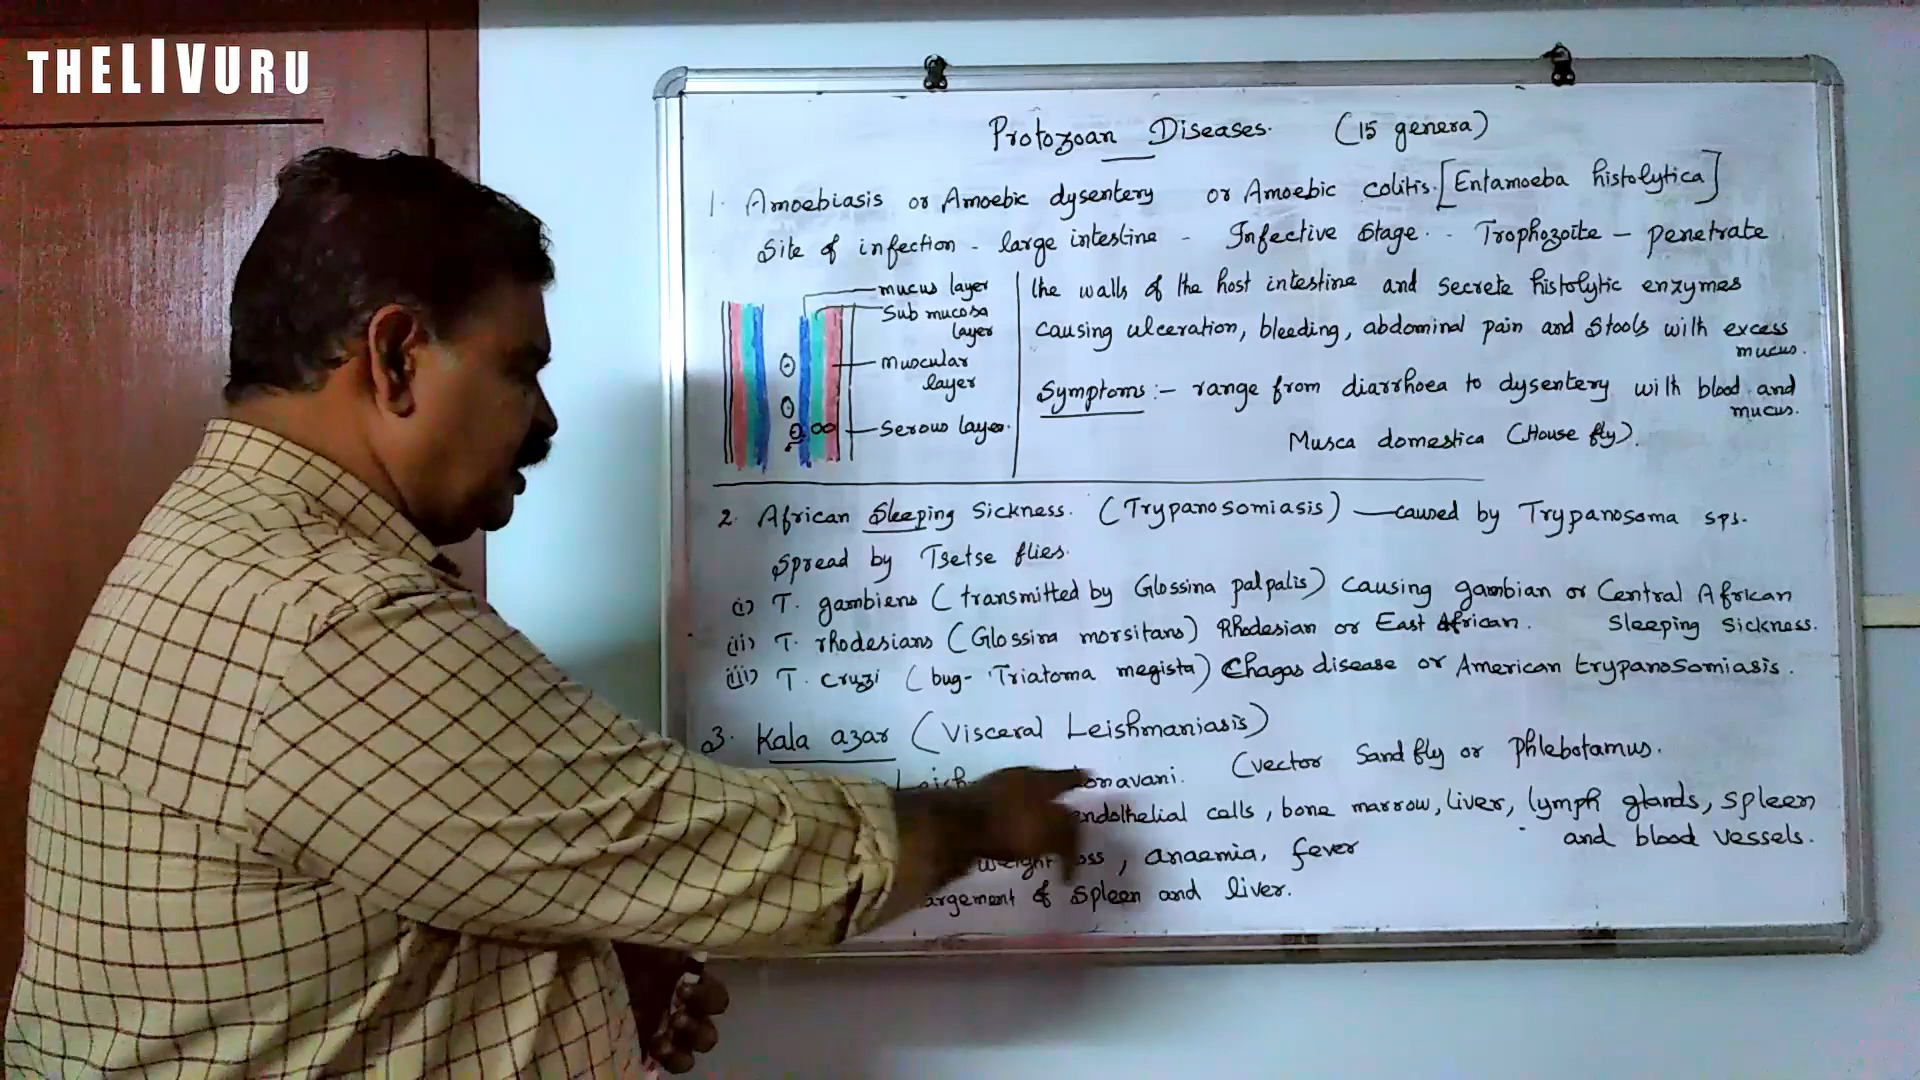 THELIVURU
Protozoan Diseases. (15 genera)
1. Amoebiasis or Amoebic dysentery or Amoebic colitis. [Entamoeba histolytica]
Site of infection - large intestine - Infective Stage - Trophozoite - penetrate
the walls of the host intestine and secrete histolytic enzymes
causing ulceration, bleeding, abdominal pain and stools with excess
mucus.
Symptoms :- range from diarrhoea to dysentery with blood and
mucus.
Musca domestica (House fly).
mucus layer
Sub mucosa
layer
muscular
layer
Serous layer.
2. African Sleeping Sickness. (Trypanosomiasis) — caused by Trypanosoma sps.
Spread by Tsetse flies.
(i) T. gambiens (transmitted by Glossina palpalis) causing gambian or Central African
Sleeping Sickness.
(ii) T. rhodesians (Glossina morsitans) Rhodesian or East African.
(iii) T. cruzi (bug- Triatoma megista) Chagas disease or American trypanosomiasis.
3. Kala azar (Visceral Leishmaniasis)
donavani. (vector Sand fly or Phlebotamus.
endothelial cells, bone marrow, liver, lymph glands, spleen
and blood vessels.
weight loss, anaemia, fever
argement of Spleen and liver.